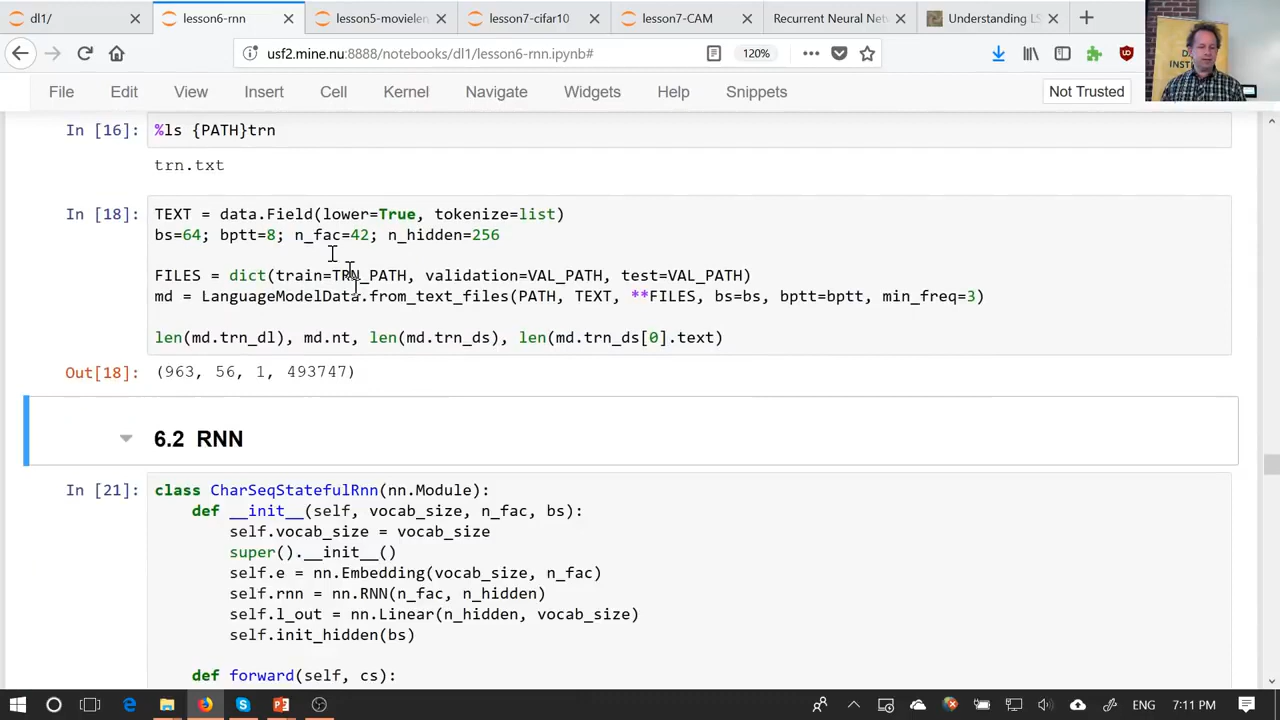 dl1/
lesson6-rnn
lesson5-movielen
lesson7-cifar10
lesson7-CAM
Recurrent Neural Net
Understanding LS
usf2.mine.nu:8888/notebooks/dl1/lesson6-rnn.ipynb#
120%
File Edit View Insert Cell Kernel Navigate Widgets Help Snippets
Not Trusted
In [16]:
%ls {PATH}trn
trn.txt
In [18]:
TEXT = data.Field(lower=True, tokenize=list)
bs=64; bptt=8; n_fac=42; n_hidden=256
FILES = dict(train=TRN_PATH, validation=VAL_PATH, test=VAL_PATH)
md = LanguageModelData.from_text_files(PATH, TEXT, **FILES, bs=bs, bptt=bptt, min_freq=3)
len(md.trn_dl), md.nt, len(md.trn_ds), len(md.trn_ds[0].text)
Out[18]:
(963, 56, 1, 493747)
6.2 RNN
In [21]:
class CharSeqStatefulRnn(nn.Module):
def __init__(self, vocab_size, n_fac, bs):
self.vocab_size = vocab_size
super().__init__()
self.e = nn.Embedding(vocab_size, n_fac)
self.rnn = nn.RNN(n_fac, n_hidden)
self.l_out = nn.Linear(n_hidden, vocab_size)
self.init_hidden(bs)
def forward(self, cs):
ENG
7:11 PM